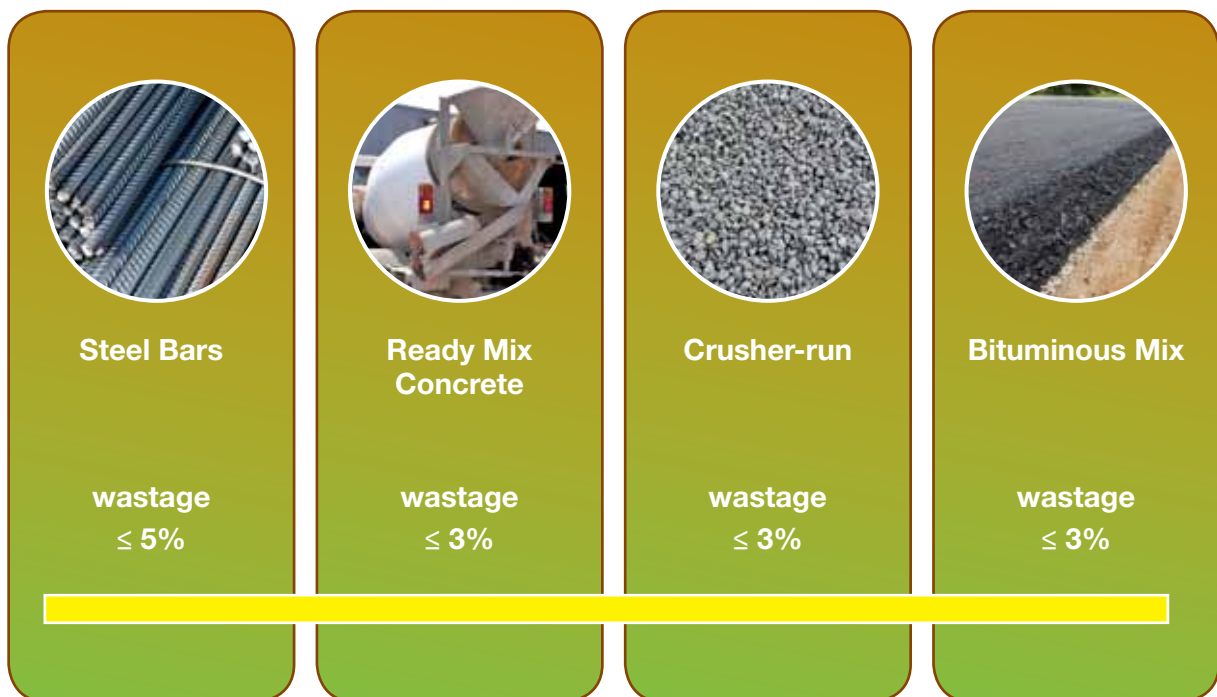 Steel Bars
wastage
≤ 5%
Ready Mix
Concrete
wastage
≤ 3%
Crusher-run
wastage
≤ 3%
Bituminous Mix
wastage
≤ 3%